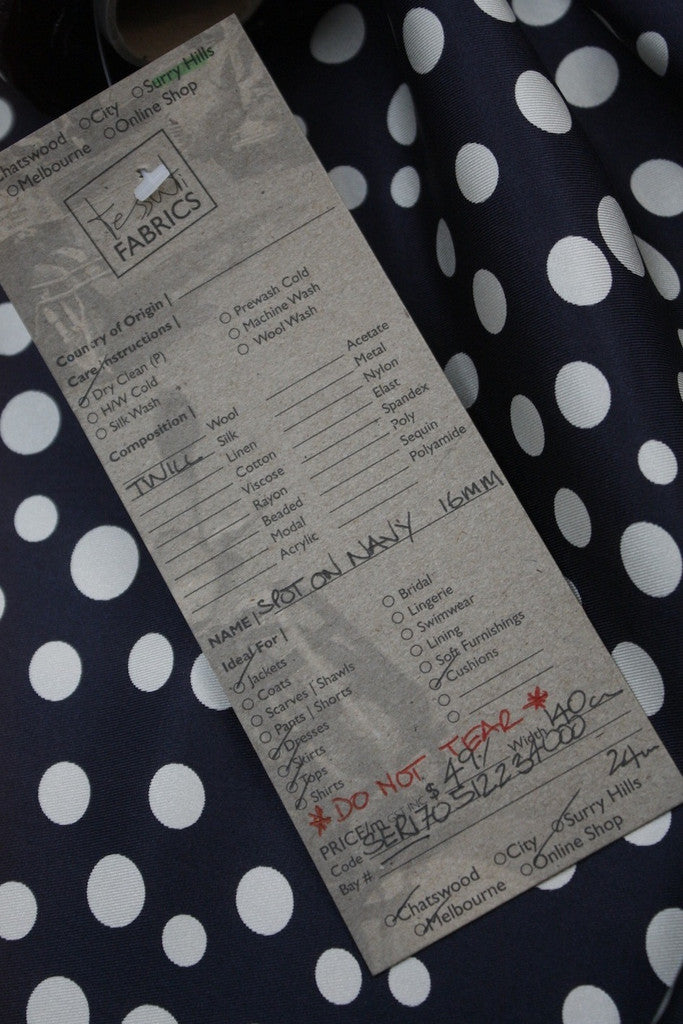 Chatswood City Surry Hills
Melbourne Online Shop
FABRICS
Country of Origin |
Care Instructions |
Dry Clean (P) Prewash Cold
H/W Cold Machine Wash
Silk Wash Wool Wash
Composition |
Wool Acetate
TWILL Silk Metal
Linen Nylon
Cotton Elast
Viscose Spandex
Rayon Poly
Beaded Sequin
Modal Polyamide
Acrylic
NAME | SPOT ON NAVY 16MM
Ideal For |
Jackets Bridal
Coats Lingerie
Scarves | Shawls Swimwear
Pants | Shorts Lining
Dresses Soft Furnishings
Skirts Cushions
Tops
Shirts
* DO NOT TEAR *
PRICE/m $ 49/ Width 140cm
Code SER170512234000
Bay # 24m
Chatswood City Surry Hills
Melbourne Online Shop